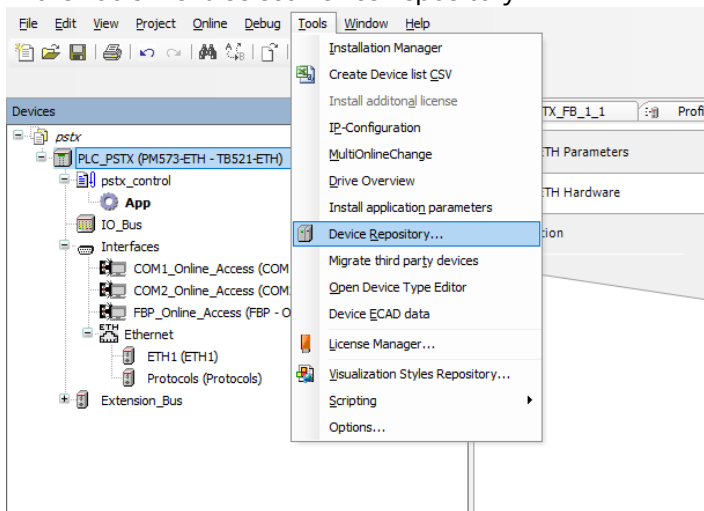 File Edit View Project Online Debug Tools Window Help
Installation Manager
Create Device list CSV
Install additonal license
IP-Configuration
MultiOnlineChange
Drive Overview
Install application parameters
Device Repository...
Migrate third party devices
Open Device Type Editor
Device ECAD data
License Manager...
Visualization Styles Repository...
Scripting
Options...
Devices
pstx
PLC_PSTX (PM573-ETH - TB521-ETH)
pstx_control
App
IO_Bus
Interfaces
COM1_Online_Access (COM
COM2_Online_Access (COM
FBP_Online_Access (FBP - O
ETH Ethernet
ETH1 (ETH1)
Protocols (Protocols)
Extension_Bus
TX_FB_1_1 Profi
TH Parameters
TH Hardware
tion